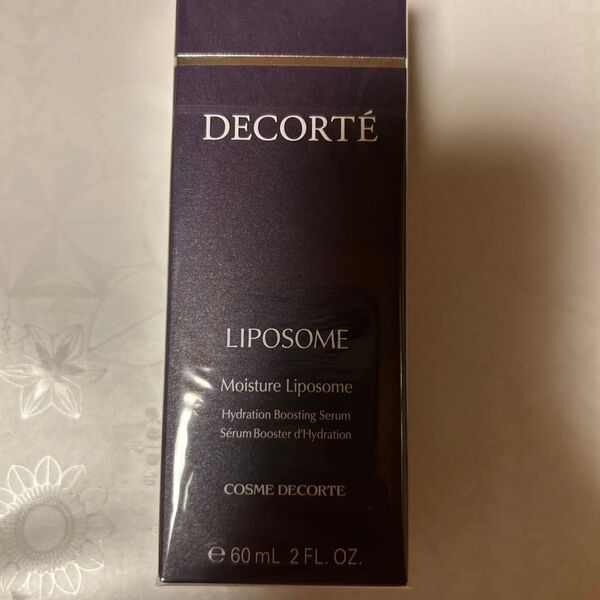 DECORTÉ
LIPOSOME
Moisture Liposome
Hydration Boosting Serum
Sérum Booster d'Hydration
COSME DECORTE
℮ 60 mL 2 FL. OZ.